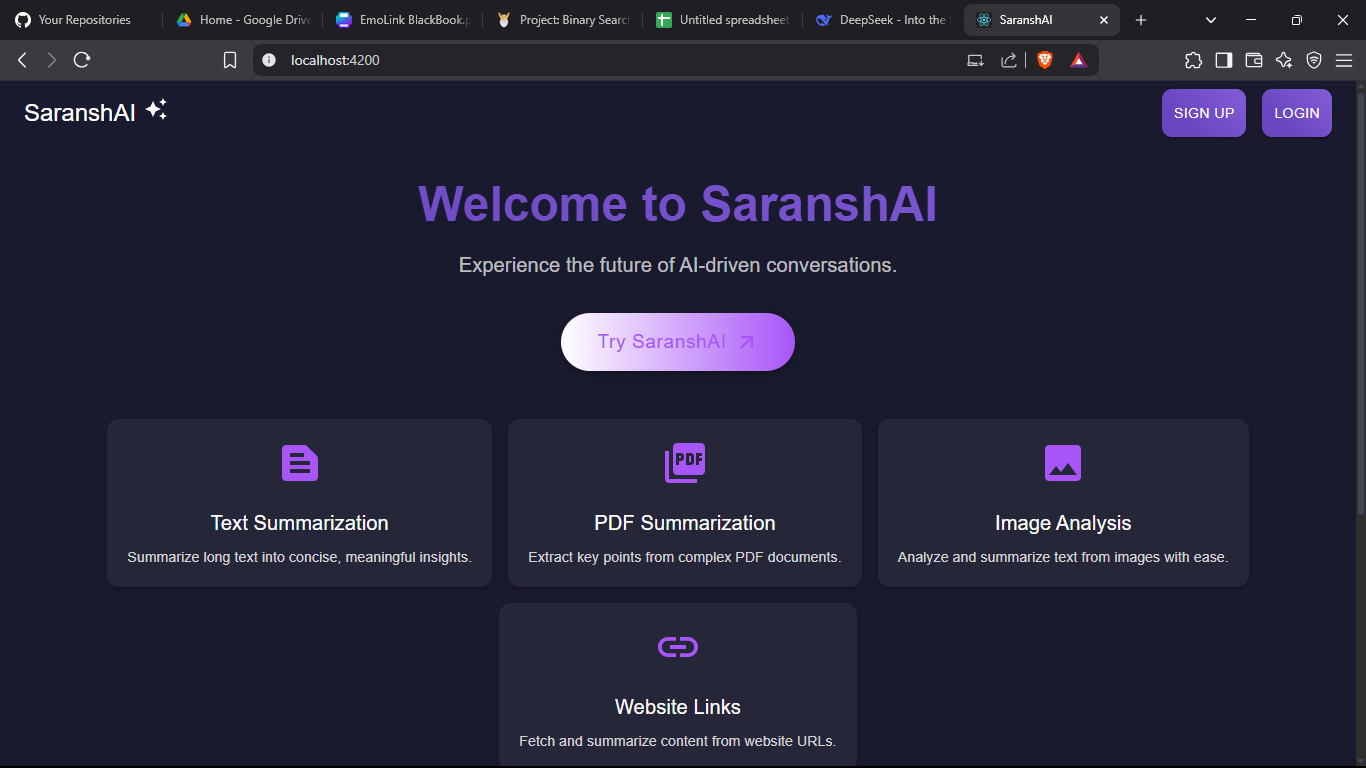 Your Repositories
Home - Google Drive
EmoLink BlackBook.p
Project: Binary Search
Untitled spreadsheet
DeepSeek - Into the
SaranshAI
localhost:4200
SaranshAI
SIGN UP
LOGIN
Welcome to SaranshAI
Experience the future of AI-driven conversations.
Try SaranshAI
PDF
Text Summarization
Summarize long text into concise, meaningful insights.
PDF Summarization
Extract key points from complex PDF documents.
Image Analysis
Analyze and summarize text from images with ease.
Website Links
Fetch and summarize content from website URLs.